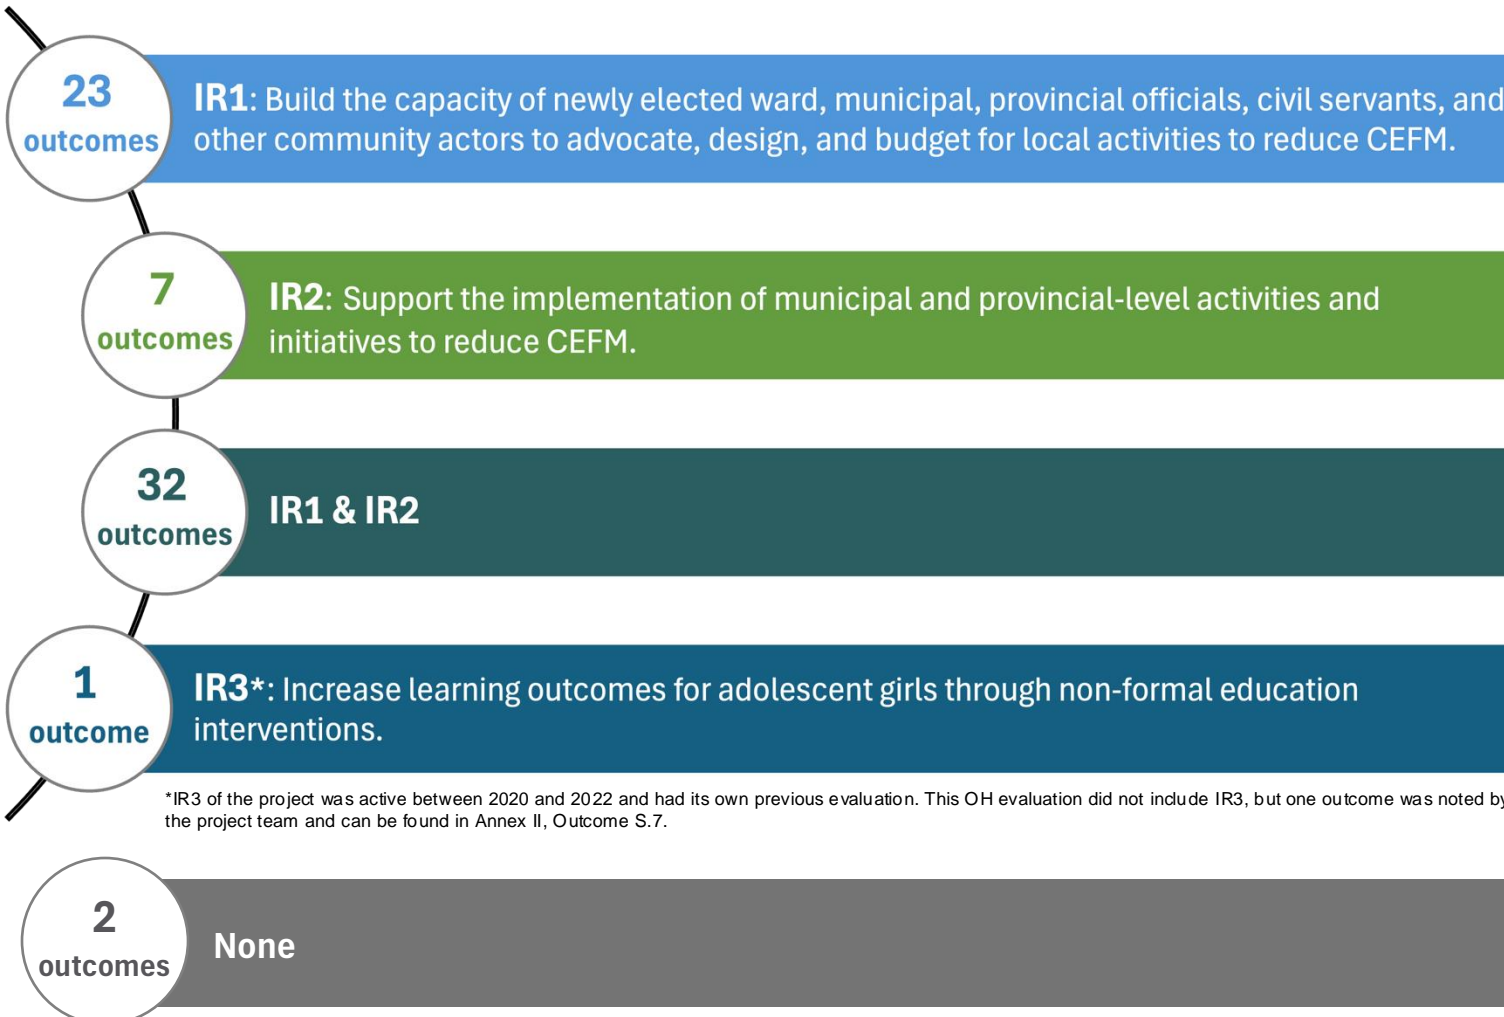 23
outcomes
IR1: Build the capacity of newly elected ward, municipal, provincial officials, civil servants, and
other community actors to advocate, design, and budget for local activities to reduce CEFM.
7
outcomes
IR2: Support the implementation of municipal and provincial-level activities and
initiatives to reduce CEFM.
32
outcomes
IR1 & IR2
1
outcome
IR3*: Increase learning outcomes for adolescent girls through non-formal education
interventions.
*IR3 of the project was active between 2020 and 2022 and had its own previous evaluation. This OH evaluation did not include IR3, but one outcome was noted by
the project team and can be found in Annex II, Outcome S.7.
2
outcomes
None